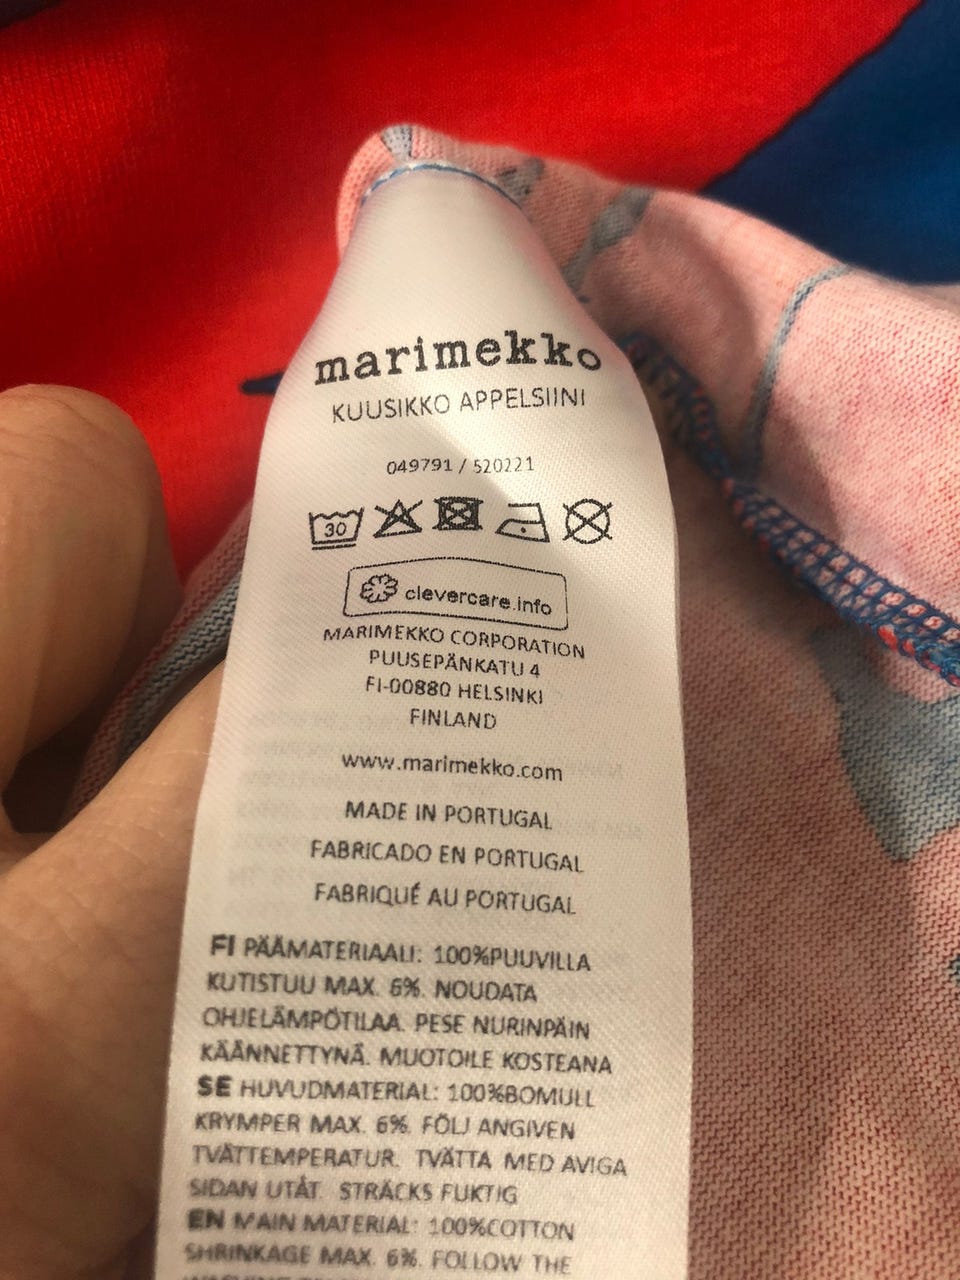 marimekko
KUUSIKKO APPELSIINI
049791 / 520221
30
clevercare.info
MARIMEKKO CORPORATION
PUUSEPÄNKATU 4
FI-00880 HELSINKI
FINLAND
www.marimekko.com
MADE IN PORTUGAL
FABRICADO EN PORTUGAL
FABRIQUÉ AU PORTUGAL
FI PÄÄMATERIAALI: 100%PUUVILLA
KUTISTUU MAX. 6%. NOUDATA
OHJELÄMPÖTILAA. PESE NURINPÄIN
KÄÄNNETTYNÄ. MUOTOILE KOSTEANA
SE HUVUDMATERIAL: 100%BOMULL
KRYMPER MAX. 6%. FÖLJ ANGIVEN
TVÄTTEMPERATUR. TVÄTTA MED AVIGA
SIDAN UTÅT. STRÄCKS FUKTIG
EN MAIN MATERIAL: 100%COTTON
SHRINKAGE MAX. 6%. FOLLOW THE